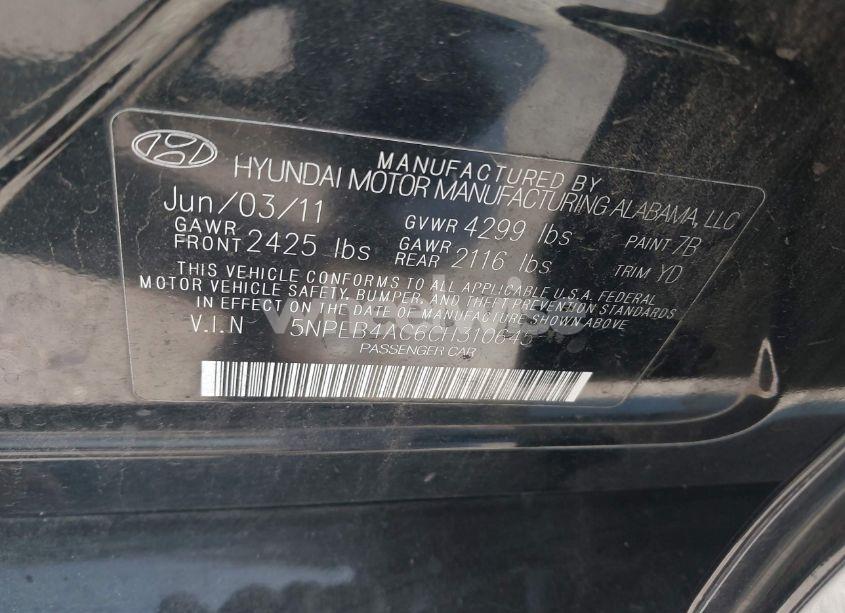 MANUFACTURED BY
HYUNDAI MOTOR MANUFACTURING ALABAMA, LLC
Jun/03/11 GVWR 4299 lbs PAINT 7B
GAWR FRONT 2425 lbs GAWR REAR 2116 lbs TRIM YD
THIS VEHICLE CONFORMS TO ALL APPLICABLE U.S.A. FEDERAL
MOTOR VEHICLE SAFETY, BUMPER, AND THEFT PREVENTION STANDARDS
IN EFFECT ON THE DATE OF MANUFACTURE SHOWN ABOVE
V.I.N 5NPEB4AC6CH310645
PASSENGER CAR